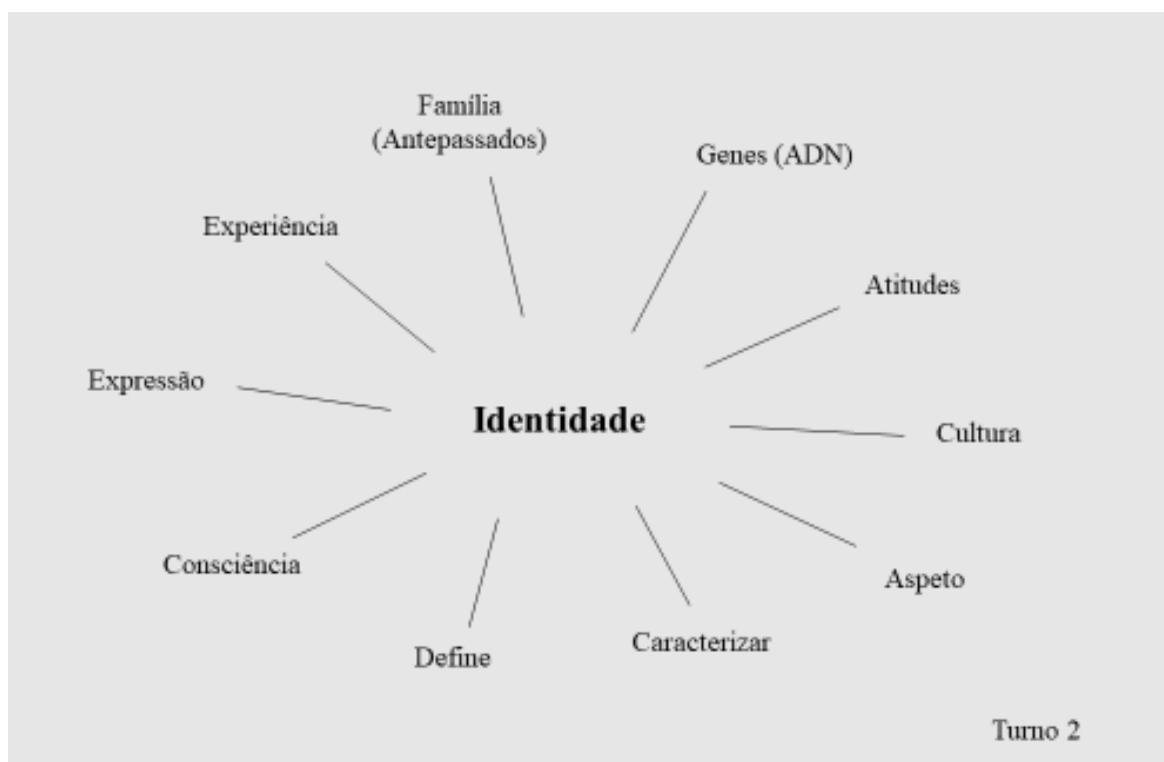 Família
(Antepassados)
Genes (ADN)
Experiência
Atitudes
Expressão
Identidade
Cultura
Consciência
Aspeto
Define
Caracterizar
Turno 2